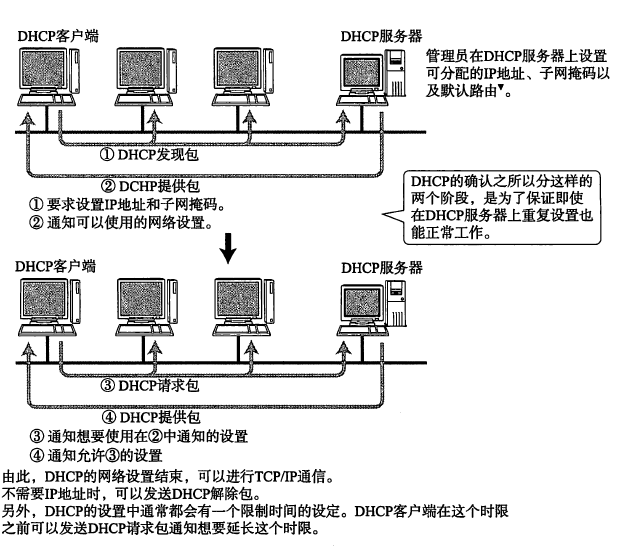 DHCP客户端
DHCP服务器
管理员在DHCP服务器上设置
可分配的IP地址、子网掩码以
及默认路由▼。
① DHCP发现包
② DCHP提供包
① 要求设置IP地址和子网掩码。
② 通知可以使用的网络设置。
DHCP的确认之所以分这样的
两个阶段，是为了保证即使
在DHCP服务器上重复设置也
能正常工作。
DHCP客户端
DHCP服务器
③ DHCP请求包
④ DHCP提供包
③ 通知想要使用在②中通知的设置
④ 通知允许③的设置
由此，DHCP的网络设置结束，可以进行TCP/IP通信。
不需要IP地址时，可以发送DHCP解除包。
另外，DHCP的设置中通常都会有一个限制时间的设定。DHCP客户端在这个时限
之前可以发送DHCP请求包通知想要延长这个时限。